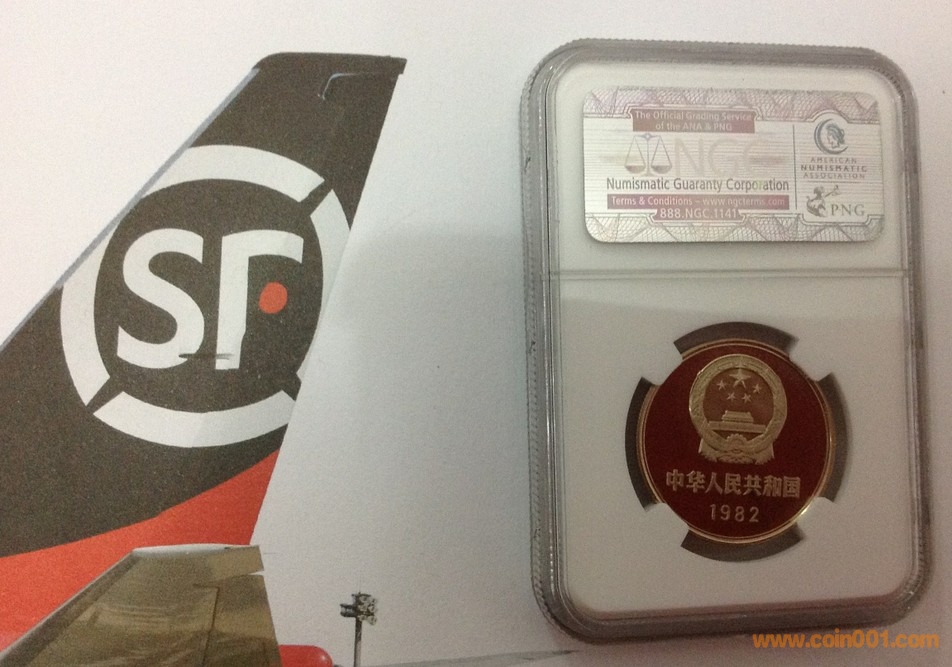 SF
The Official Grading Service
of the ANA & PNG
NGC
Numismatic Guaranty Corporation
Terms & Conditions - www.ngcterms.com
888.NGC.1141
AMERICAN
NUMISMATIC
ASSOCIATION
PNG
中华人民共和国
1982
www.coin001.com